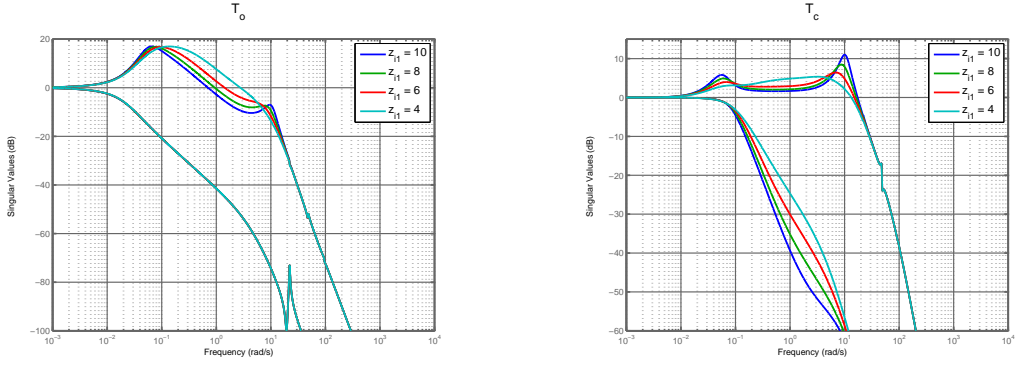 T_o
20
0
−20
−40
−60
−80
−100
Singular Values (dB)
10^-3
10^-2
10^-1
10^0
10^1
10^2
10^3
10^4
Frequency (rad/s)
z_i1 = 10
z_i1 = 8
z_i1 = 6
z_i1 = 4
T_c
10
0
−10
−20
−30
−40
−50
−60
Singular Values (dB)
10^-3
10^-2
10^-1
10^0
10^1
10^2
10^3
10^4
Frequency (rad/s)
z_i1 = 10
z_i1 = 8
z_i1 = 6
z_i1 = 4